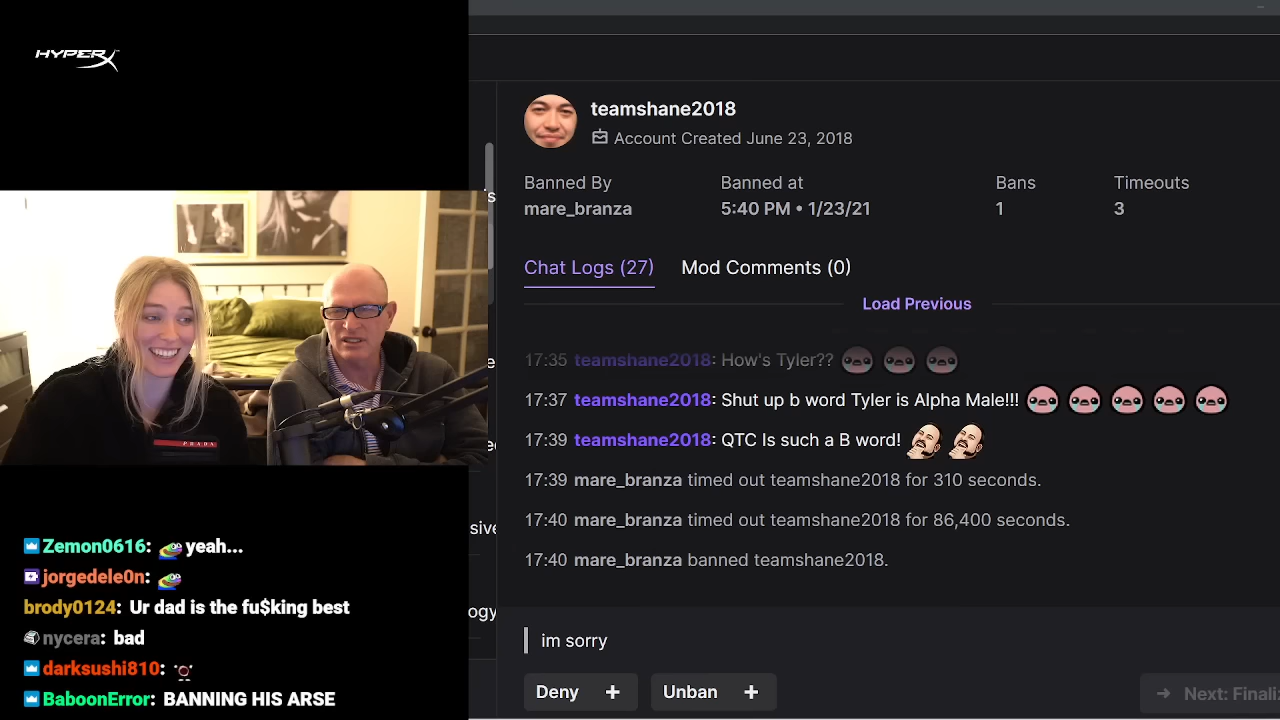 HYPERX
teamshane2018
Account Created June 23, 2018
Banned By
Banned at
Bans
Timeouts
mare_branza
5:40 PM • 1/23/21
1
3
Chat Logs (27)
Mod Comments (0)
Load Previous
17:35 teamshane2018: How's Tyler??
17:37 teamshane2018: Shut up b word Tyler is Alpha Male!!!
17:39 teamshane2018: QTC Is such a B word!
17:39 mare_branza timed out teamshane2018 for 310 seconds.
17:40 mare_branza timed out teamshane2018 for 86,400 seconds.
17:40 mare_branza banned teamshane2018.
im sorry
Deny +
Unban +
→ Next: Finali
PRADA
Zemon0616: yeah...
jorgedele0n:
brody0124: Ur dad is the fu$king best
nycera: bad
darksushi810:
BaboonError: BANNING HIS ARSE